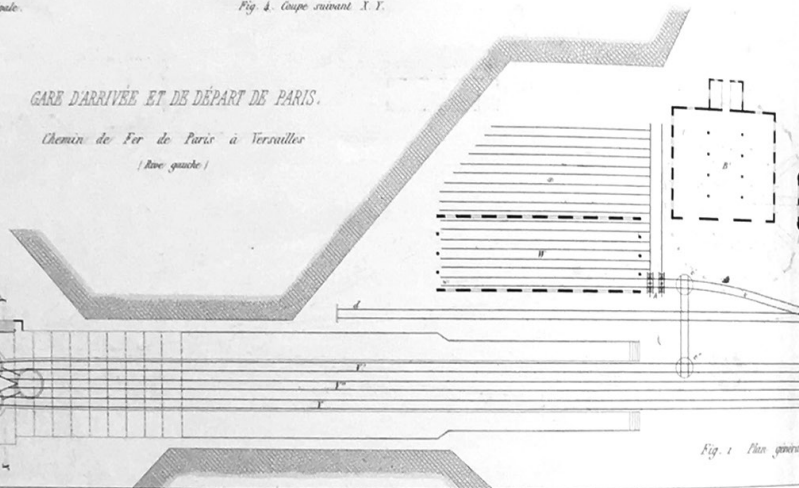 Fig. 4. Coupe suivant X. Y.
GARE D'ARRIVÉE ET DE DÉPART DE PARIS.
Chemin de Fer de Paris à Versailles
(Rive gauche)
B'
W
A
d
V'
V''
V
Fig. 1 Plan